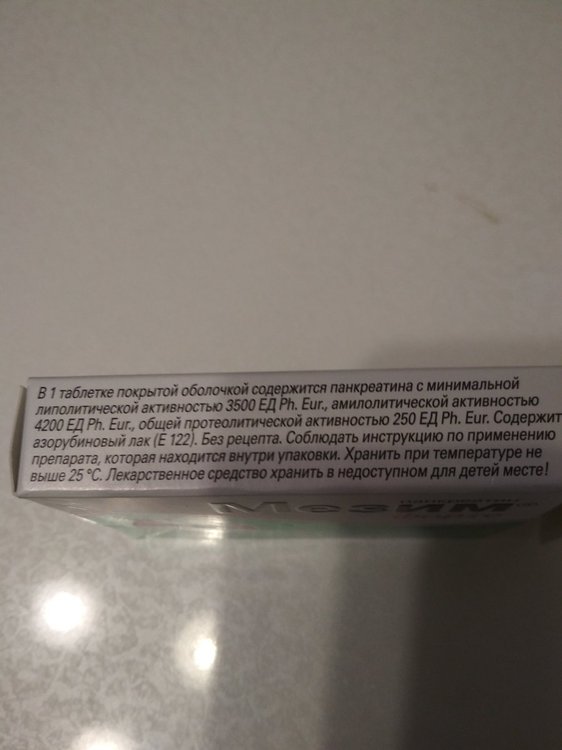 В 1 таблетке покрытой оболочкой содержится панкреатина с минимальной
липолитической активностью 3500 ЕД Ph. Eur., амилолитической активностью
4200 ЕД Ph. Eur., общей протеолитической активностью 250 ЕД Ph. Eur. Содержит
азорубиновый лак (Е 122). Без рецепта. Соблюдать инструкцию по применению
препарата, которая находится внутри упаковки. Хранить при температуре не
выше 25 °C. Лекарственное средство хранить в недоступном для детей месте!
Мезим®